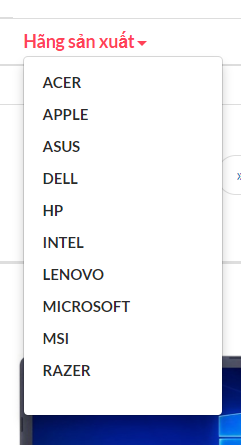 Hãng sản xuất
ACER
APPLE
ASUS
DELL
HP
INTEL
LENOVO
MICROSOFT
MSI
RAZER
»